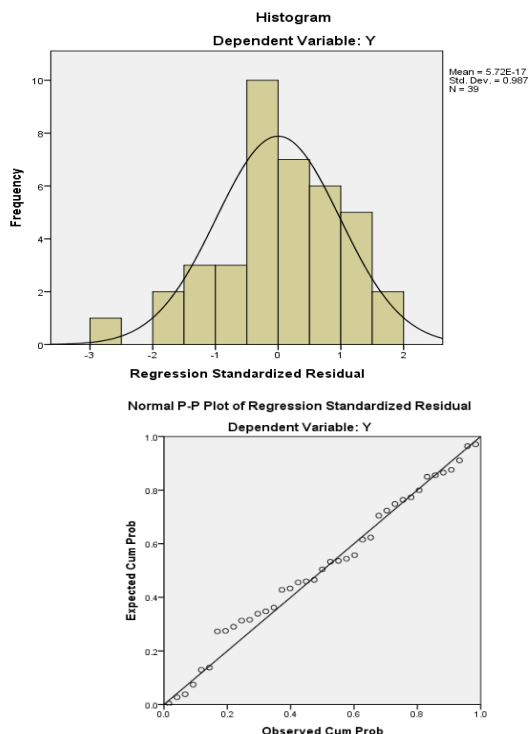 Histogram
Dependent Variable: Y
Mean = 5.72E-17
Std. Dev. = 0.987
N = 39
10
8
6
4
2
0
Frequency
-3 -2 -1 0 1 2
Regression Standardized Residual
Normal P-P Plot of Regression Standardized Residual
Dependent Variable: Y
1.0
0.8
0.6
0.4
0.2
0.0
Expected Cum Prob
0.0 0.2 0.4 0.6 0.8 1.0
Observed Cum Prob